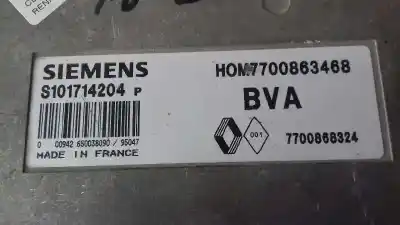 SIEMENS
S101714204 P
0 00942 650038090 / 95047
MADE IN FRANCE
HOM7700863468
BVA
001
7700868324